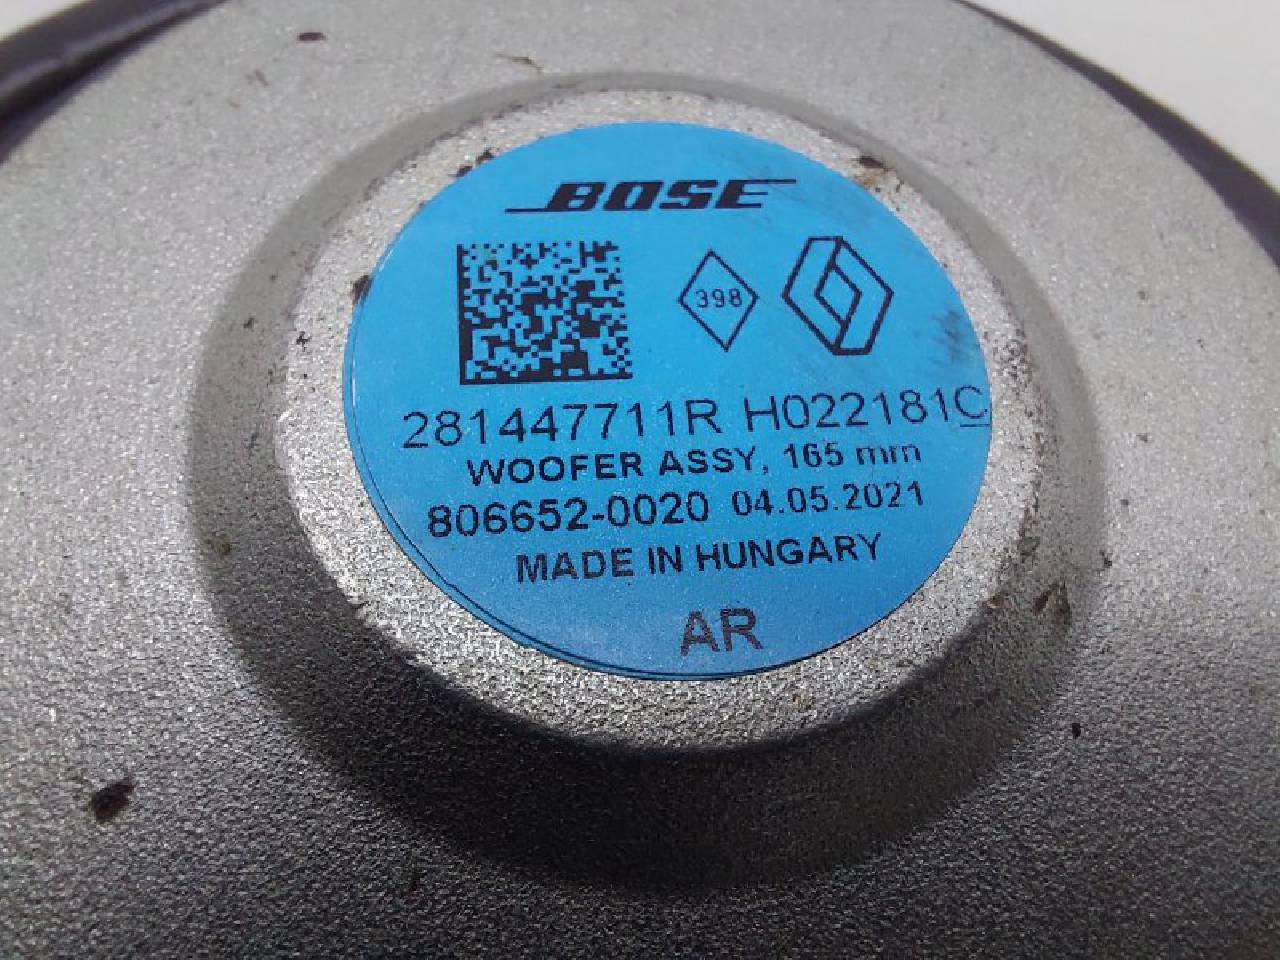 BOSE
398
281447711R H022181C
WOOFER ASSY, 165 mm
806652-0020 04.05.2021
MADE IN HUNGARY
AR